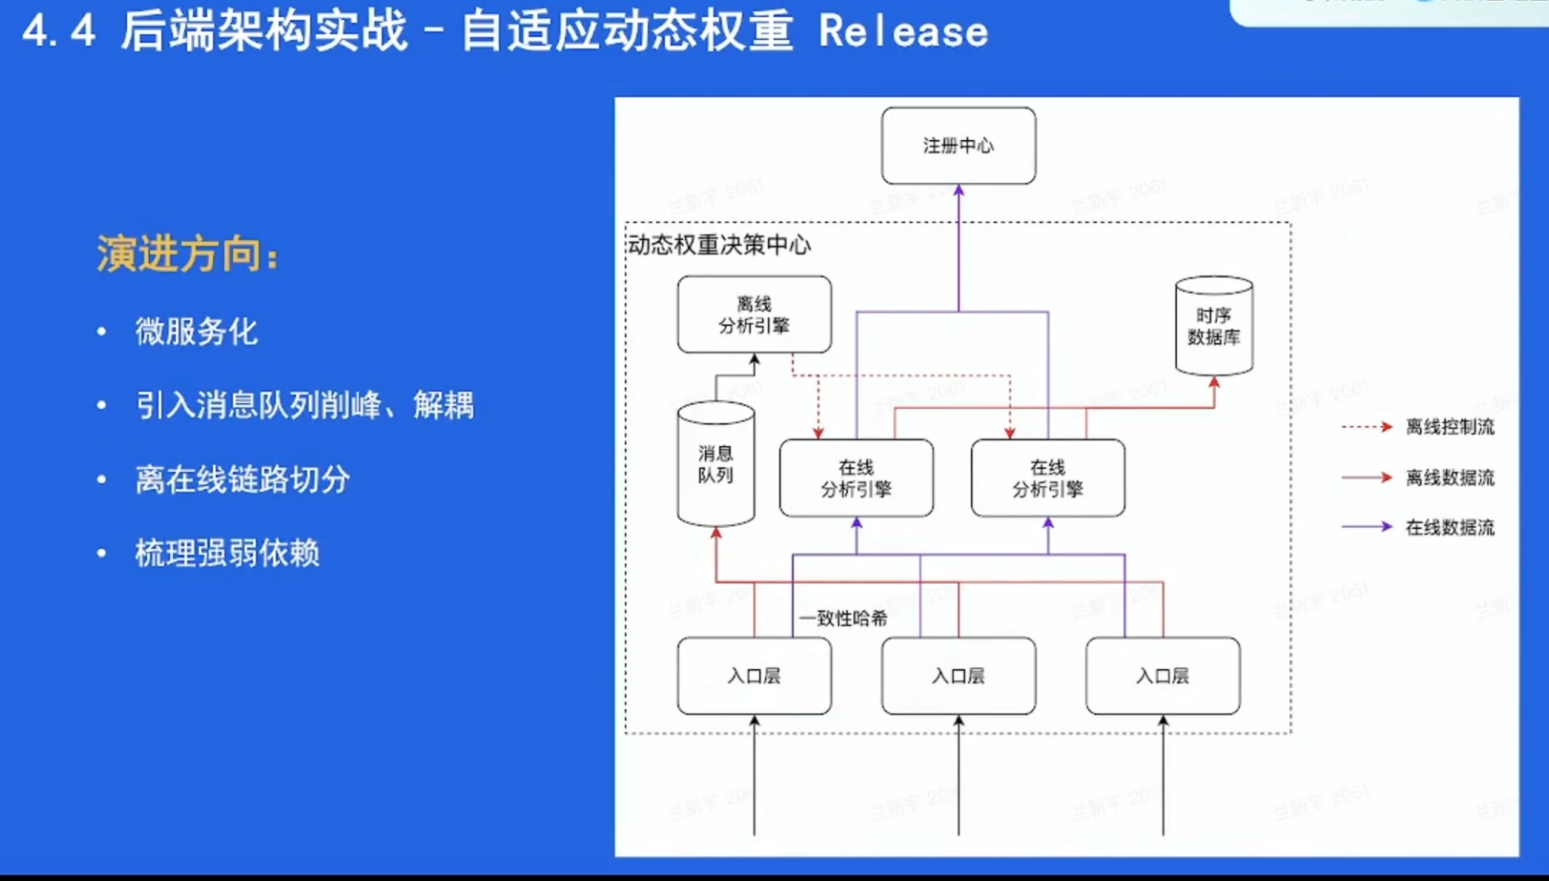 4.4 后端架构实战 - 自适应动态权重 Release
演进方向：
• 微服务化
• 引入消息队列削峰、解耦
• 离在线链路切分
• 梳理强弱依赖
注册中心
动态权重决策中心
离线
分析引擎
时序
数据库
消息
队列
在线
分析引擎
在线
分析引擎
一致性哈希
入口层
入口层
入口层
离线控制流
离线数据流
在线数据流
兰新宇 2061